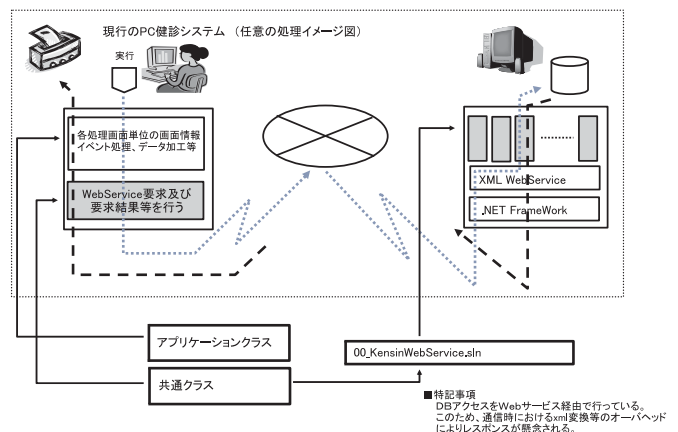 現行のPC健診システム (任意の処理イメージ図)
実行
各処理画面単位の画面情報
イベント処理、データ加工等
WebService要求及び
要求結果等を行う
XML WebService
.NET FrameWork
アプリケーションクラス
共通クラス
00_KensinWebService.sln
■特記事項
DBアクセスをWebサービス経由で行っている。
このため、通信時におけるxml変換等のオーバヘッド
によりレスポンスが懸念される。